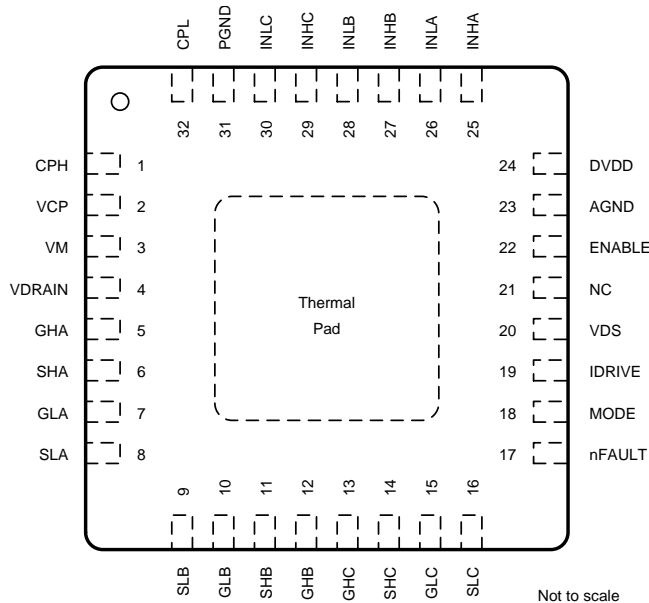 CPL PGND INLC INHC INLB INHB INLA INHA
32 31 30 29 28 27 26 25
CPH 1 24 DVDD
VCP 2 23 AGND
VM 3 22 ENABLE
VDRAIN 4 21 NC
GHA 5 20 VDS
SHA 6 19 IDRIVE
GLA 7 18 MODE
SLA 8 17 nFAULT
Thermal
Pad
9 10 11 12 13 14 15 16
SLB GLB SHB GHB GHC SHC GLC SLC
Not to scale